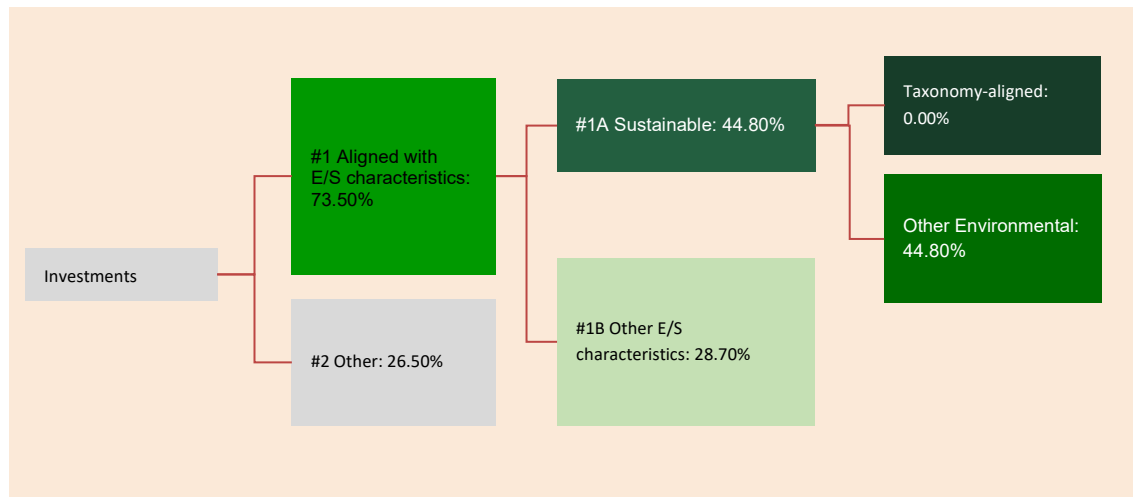 Investments
#1 Aligned with
E/S characteristics:
73.50%
#2 Other: 26.50%
#1A Sustainable: 44.80%
#1B Other E/S
characteristics: 28.70%
Taxonomy-aligned:
0.00%
Other Environmental:
44.80%